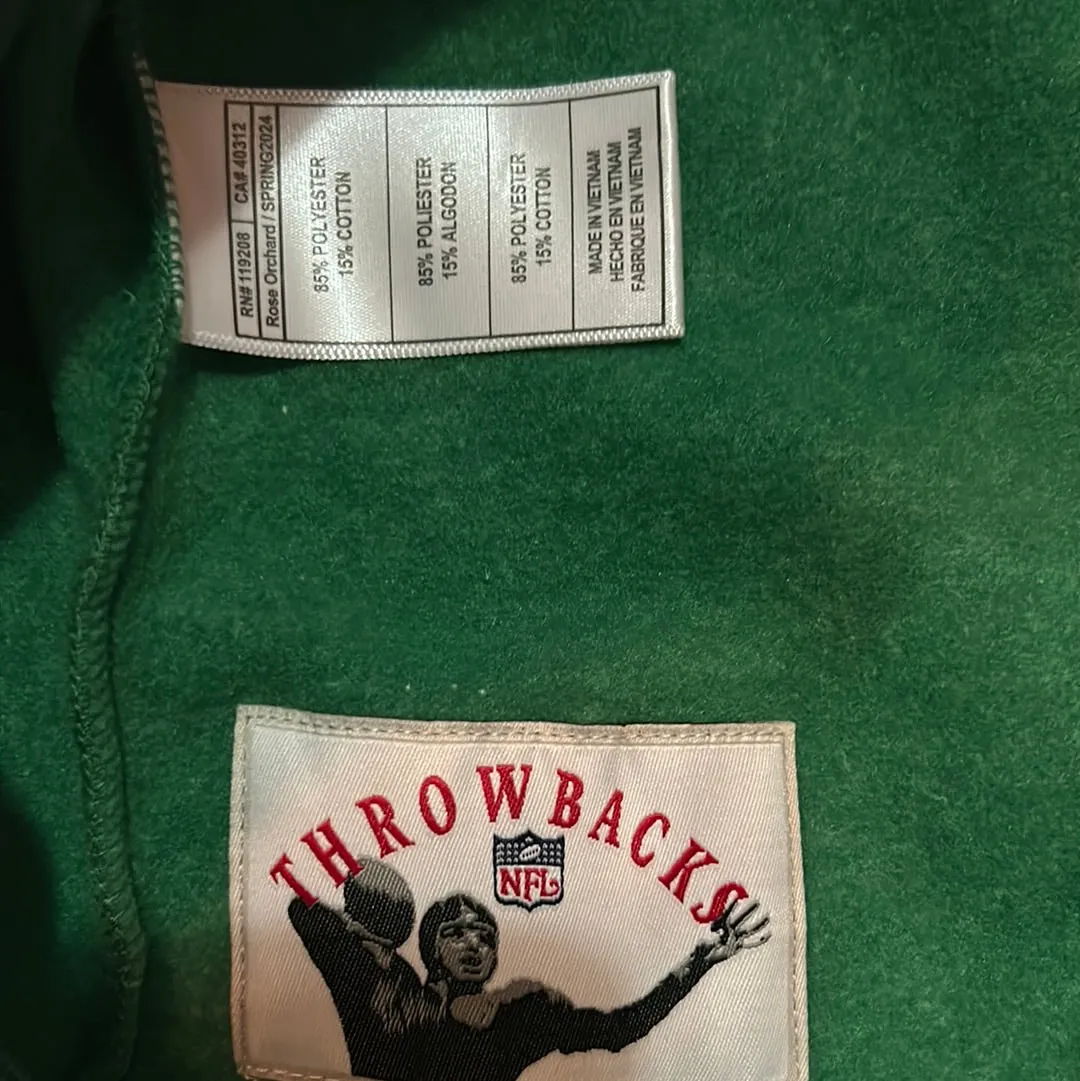 RN# 119208 CA# 40312
Rose Orchard / SPRING2024
85% POLYESTER
15% COTTON
85% POLIESTER
15% ALGODON
85% POLYESTER
15% COTTON
MADE IN VIETNAM
HECHO EN VIETNAM
FABRIQUE EN VIETNAM
THROWBACKS
NFL